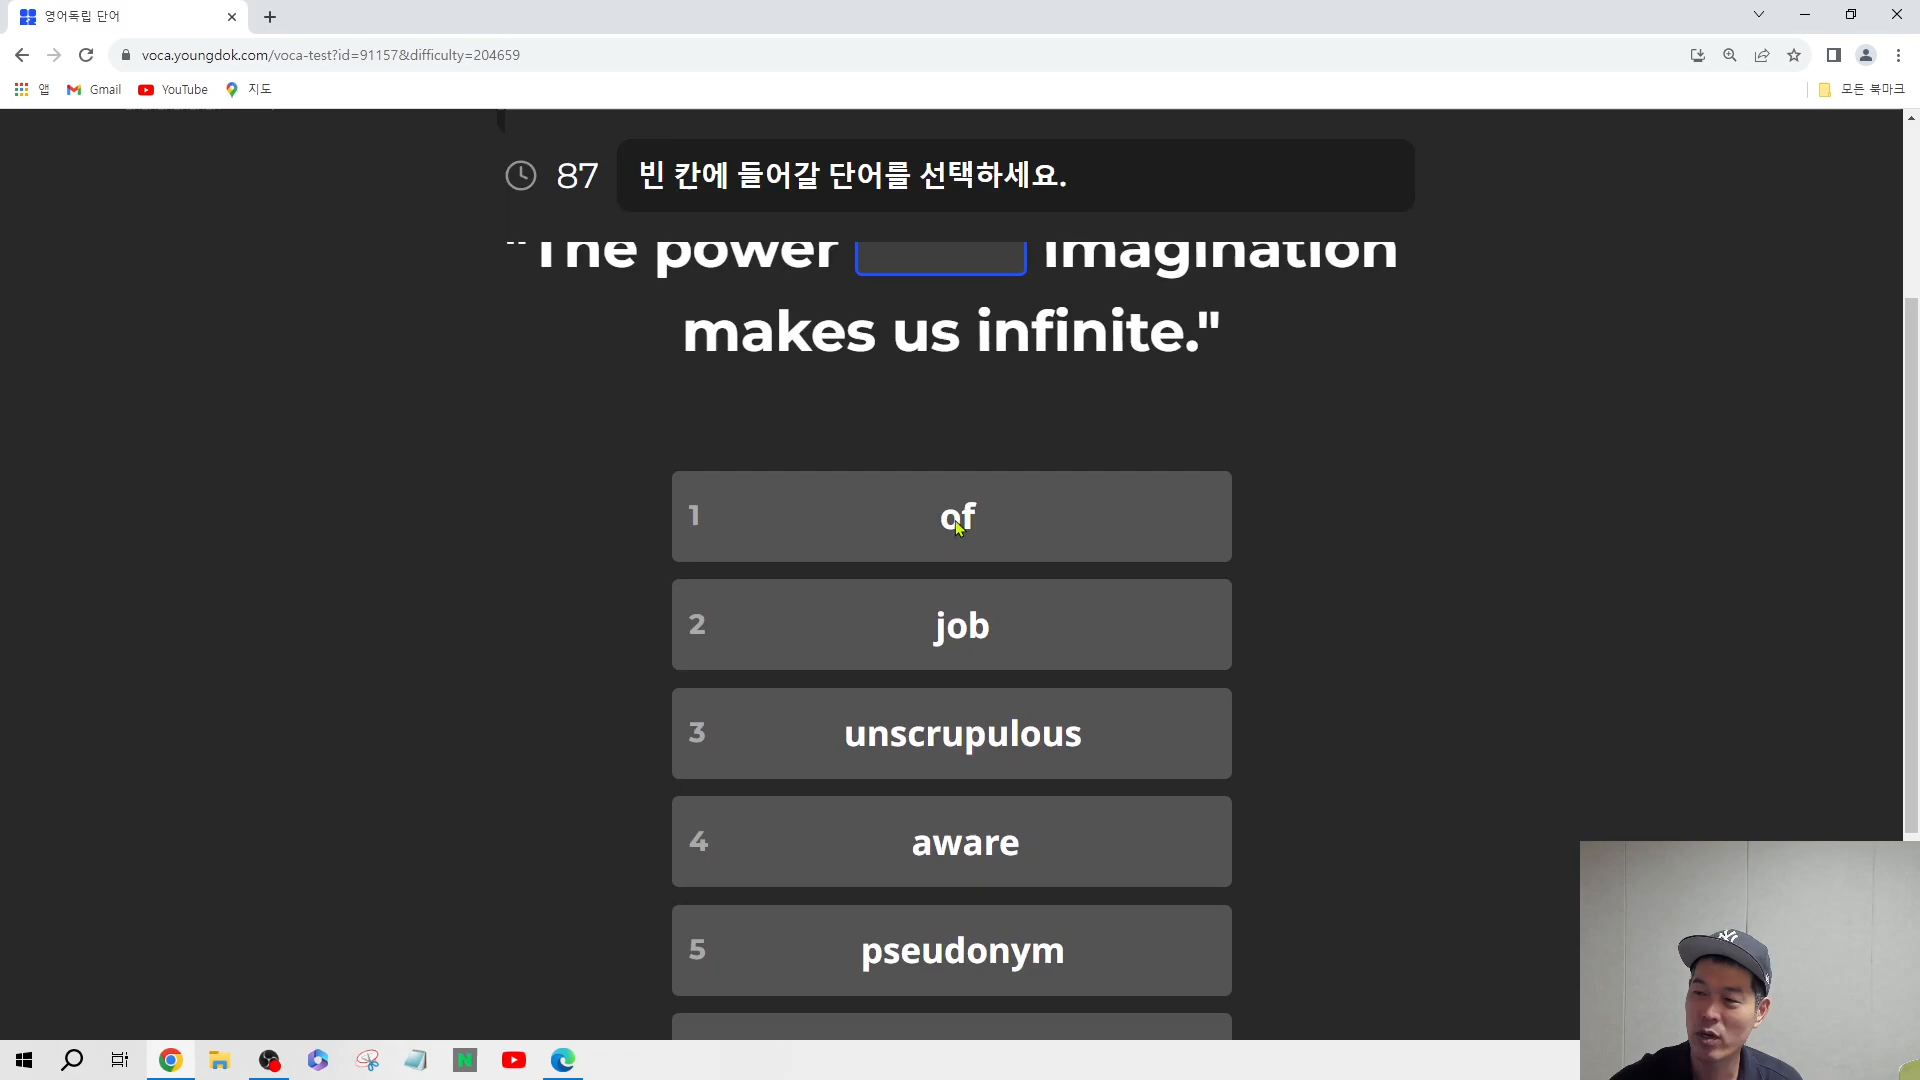 영어독립 단어
voca.youngdok.com/voca-test?id=91157&difficulty=204659
앱 Gmail YouTube 지도 모든 북마크
87 빈 칸에 들어갈 단어를 선택하세요.
"The power imagination
makes us infinite."
1 of
2 job
3 unscrupulous
4 aware
5 pseudonym
N
NY